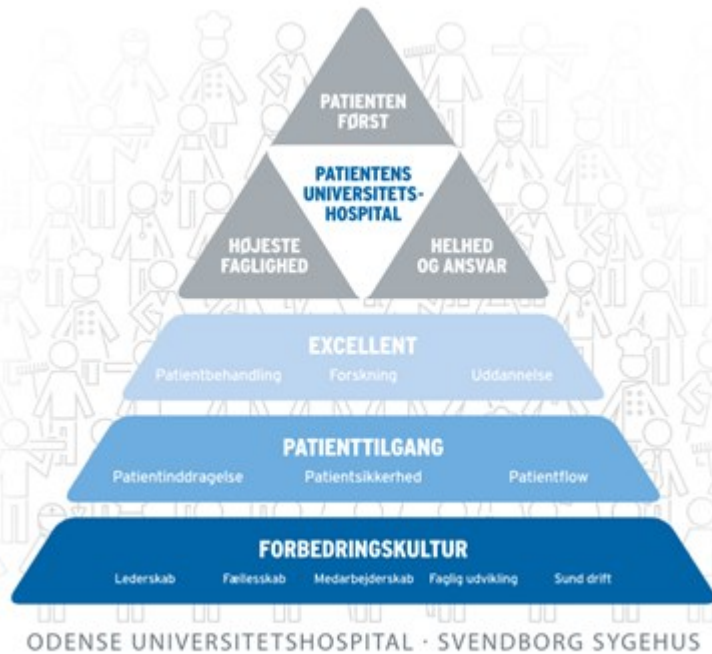 PATIENTEN
FØRST
PATIENTENS
UNIVERSITETS-
HOSPITAL
HØJESTE
FAGLIGHED
HELHED
OG ANSVAR
EXCELLENT
Patientbehandling Forskning Uddannelse
PATIENTTILGANG
Patientinddragelse Patientsikkerhed Patientflow
FORBEDRINGSKULTUR
Lederskab Fællesskab Medarbejderskab Faglig udvikling Sund drift
ODENSE UNIVERSITETSHOSPITAL · SVENDBORG SYGEHUS